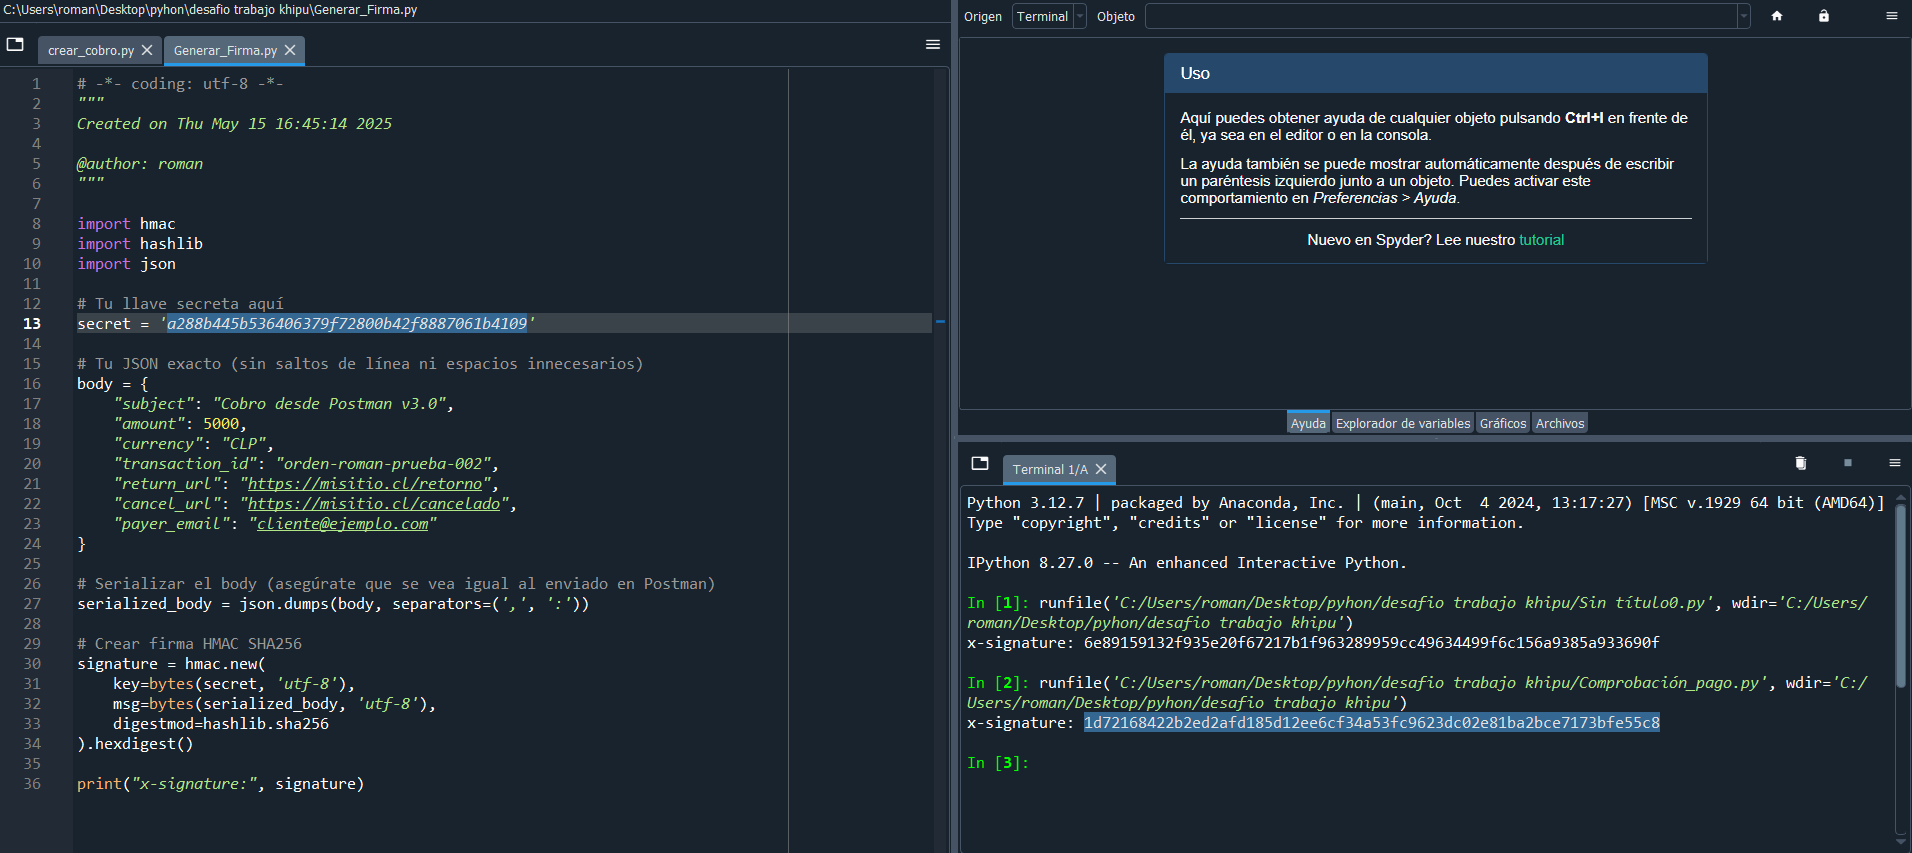 C:\Users\roman\Desktop\pyhon\desafio trabajo khipu\Generar_Firma.py
crear_cobro.py
Generar_Firma.py
1 # -*- coding: utf-8 -*-
2 """
3 Created on Thu May 15 16:45:14 2025
4
5 @author: roman
6 """
7
8 import hmac
9 import hashlib
10 import json
11
12 # Tu llave secreta aquí
13 secret = 'a288b445b536406379f72800b42f8887061b4109'
14
15 # Tu JSON exacto (sin saltos de línea ni espacios innecesarios)
16 body = {
17 "subject": "Cobro desde Postman v3.0",
18 "amount": 5000,
19 "currency": "CLP",
20 "transaction_id": "orden-roman-prueba-002",
21 "return_url": "https://misitio.cl/retorno",
22 "cancel_url": "https://misitio.cl/cancelado",
23 "payer_email": "cliente@ejemplo.com"
24 }
25
26 # Serializar el body (asegúrate que se vea igual al enviado en Postman)
27 serialized_body = json.dumps(body, separators=(',', ':'))
28
29 # Crear firma HMAC SHA256
30 signature = hmac.new(
31 key=bytes(secret, 'utf-8'),
32 msg=bytes(serialized_body, 'utf-8'),
33 digestmod=hashlib.sha256
34 ).hexdigest()
35
36 print("x-signature:", signature)
Origen Terminal Objeto
Uso
Aquí puedes obtener ayuda de cualquier objeto pulsando Ctrl+I en frente de
él, ya sea en el editor o en la consola.
La ayuda también se puede mostrar automáticamente después de escribir
un paréntesis izquierdo junto a un objeto. Puedes activar este
comportamiento en Preferencias > Ayuda.
Nuevo en Spyder? Lee nuestro tutorial
Ayuda Explorador de variables Gráficos Archivos
Terminal 1/A
Python 3.12.7 | packaged by Anaconda, Inc. | (main, Oct  4 2024, 13:17:27) [MSC v.1929 64 bit (AMD64)]
Type "copyright", "credits" or "license" for more information.
IPython 8.27.0 -- An enhanced Interactive Python.
In [1]: runfile('C:/Users/roman/Desktop/pyhon/desafio trabajo khipu/Sin título0.py', wdir='C:/Users/
roman/Desktop/pyhon/desafio trabajo khipu')
x-signature: 6e89159132f935e20f67217b1f963289959cc49634499f6c156a9385a933690f
In [2]: runfile('C:/Users/roman/Desktop/pyhon/desafio trabajo khipu/Comprobación_pago.py', wdir='C:/
Users/roman/Desktop/pyhon/desafio trabajo khipu')
x-signature: 1d72168422b2ed2afd185d12ee6cf34a53fc9623dc02e81ba2bce7173bfe55c8
In [3]: